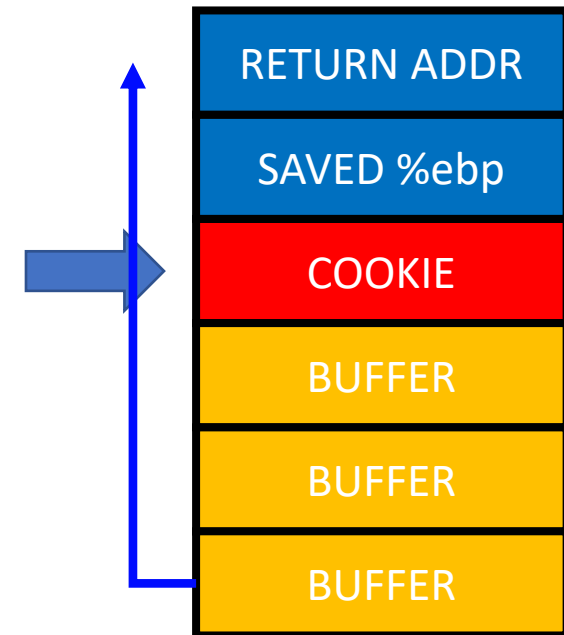 RETURN ADDR
SAVED %ebp
COOKIE
BUFFER
BUFFER
BUFFER